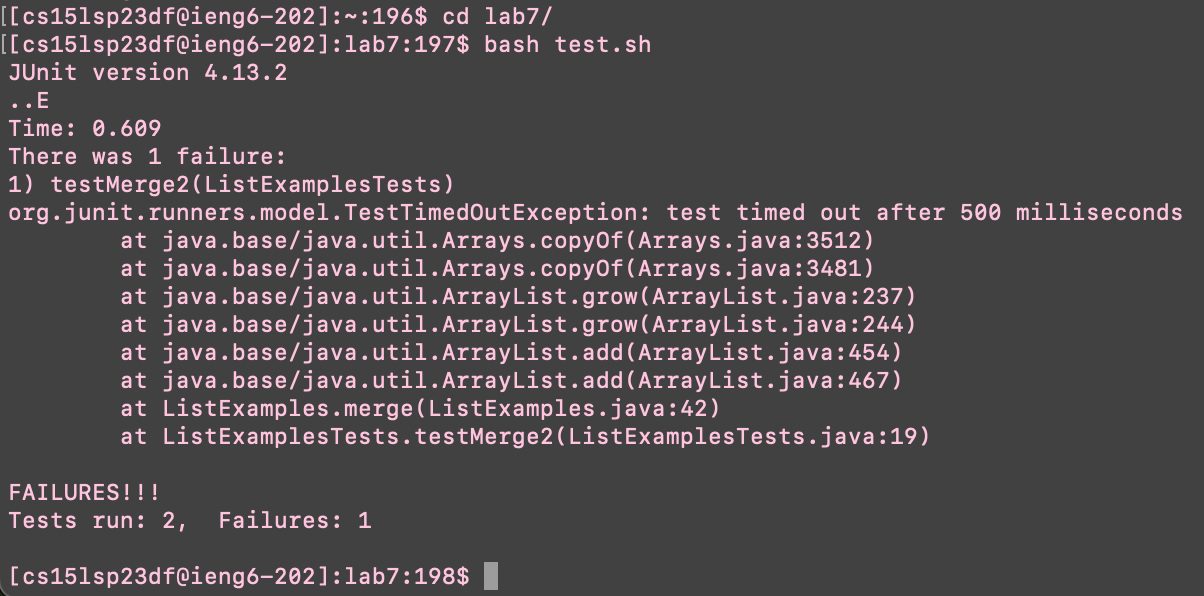 [[cs15lsp23df@ieng6-202]:~:196$ cd lab7/
[[cs15lsp23df@ieng6-202]:lab7:197$ bash test.sh
JUnit version 4.13.2
..E
Time: 0.609
There was 1 failure:
1) testMerge2(ListExamplesTests)
org.junit.runners.model.TestTimedOutException: test timed out after 500 milliseconds
        at java.base/java.util.Arrays.copyOf(Arrays.java:3512)
        at java.base/java.util.Arrays.copyOf(Arrays.java:3481)
        at java.base/java.util.ArrayList.grow(ArrayList.java:237)
        at java.base/java.util.ArrayList.grow(ArrayList.java:244)
        at java.base/java.util.ArrayList.add(ArrayList.java:454)
        at java.base/java.util.ArrayList.add(ArrayList.java:467)
        at ListExamples.merge(ListExamples.java:42)
        at ListExamplesTests.testMerge2(ListExamplesTests.java:19)

FAILURES!!!
Tests run: 2,  Failures: 1

[cs15lsp23df@ieng6-202]:lab7:198$